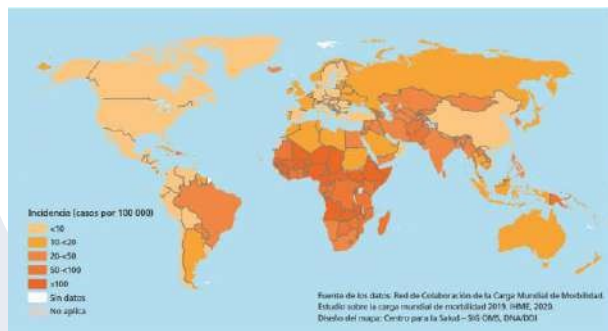 Incidencia (casos por 100 000)
<10
10-<20
20-<50
50-<100
≥100
Sin datos
No aplica
Fuente de los datos: Red de Colaboración de la Carga Mundial de Morbilidad.
Estudio sobre la carga mundial de morbilidad 2019. IHME, 2020.
Diseño del mapa: Centro para la Salud – SIG OMS, DNA/DDI